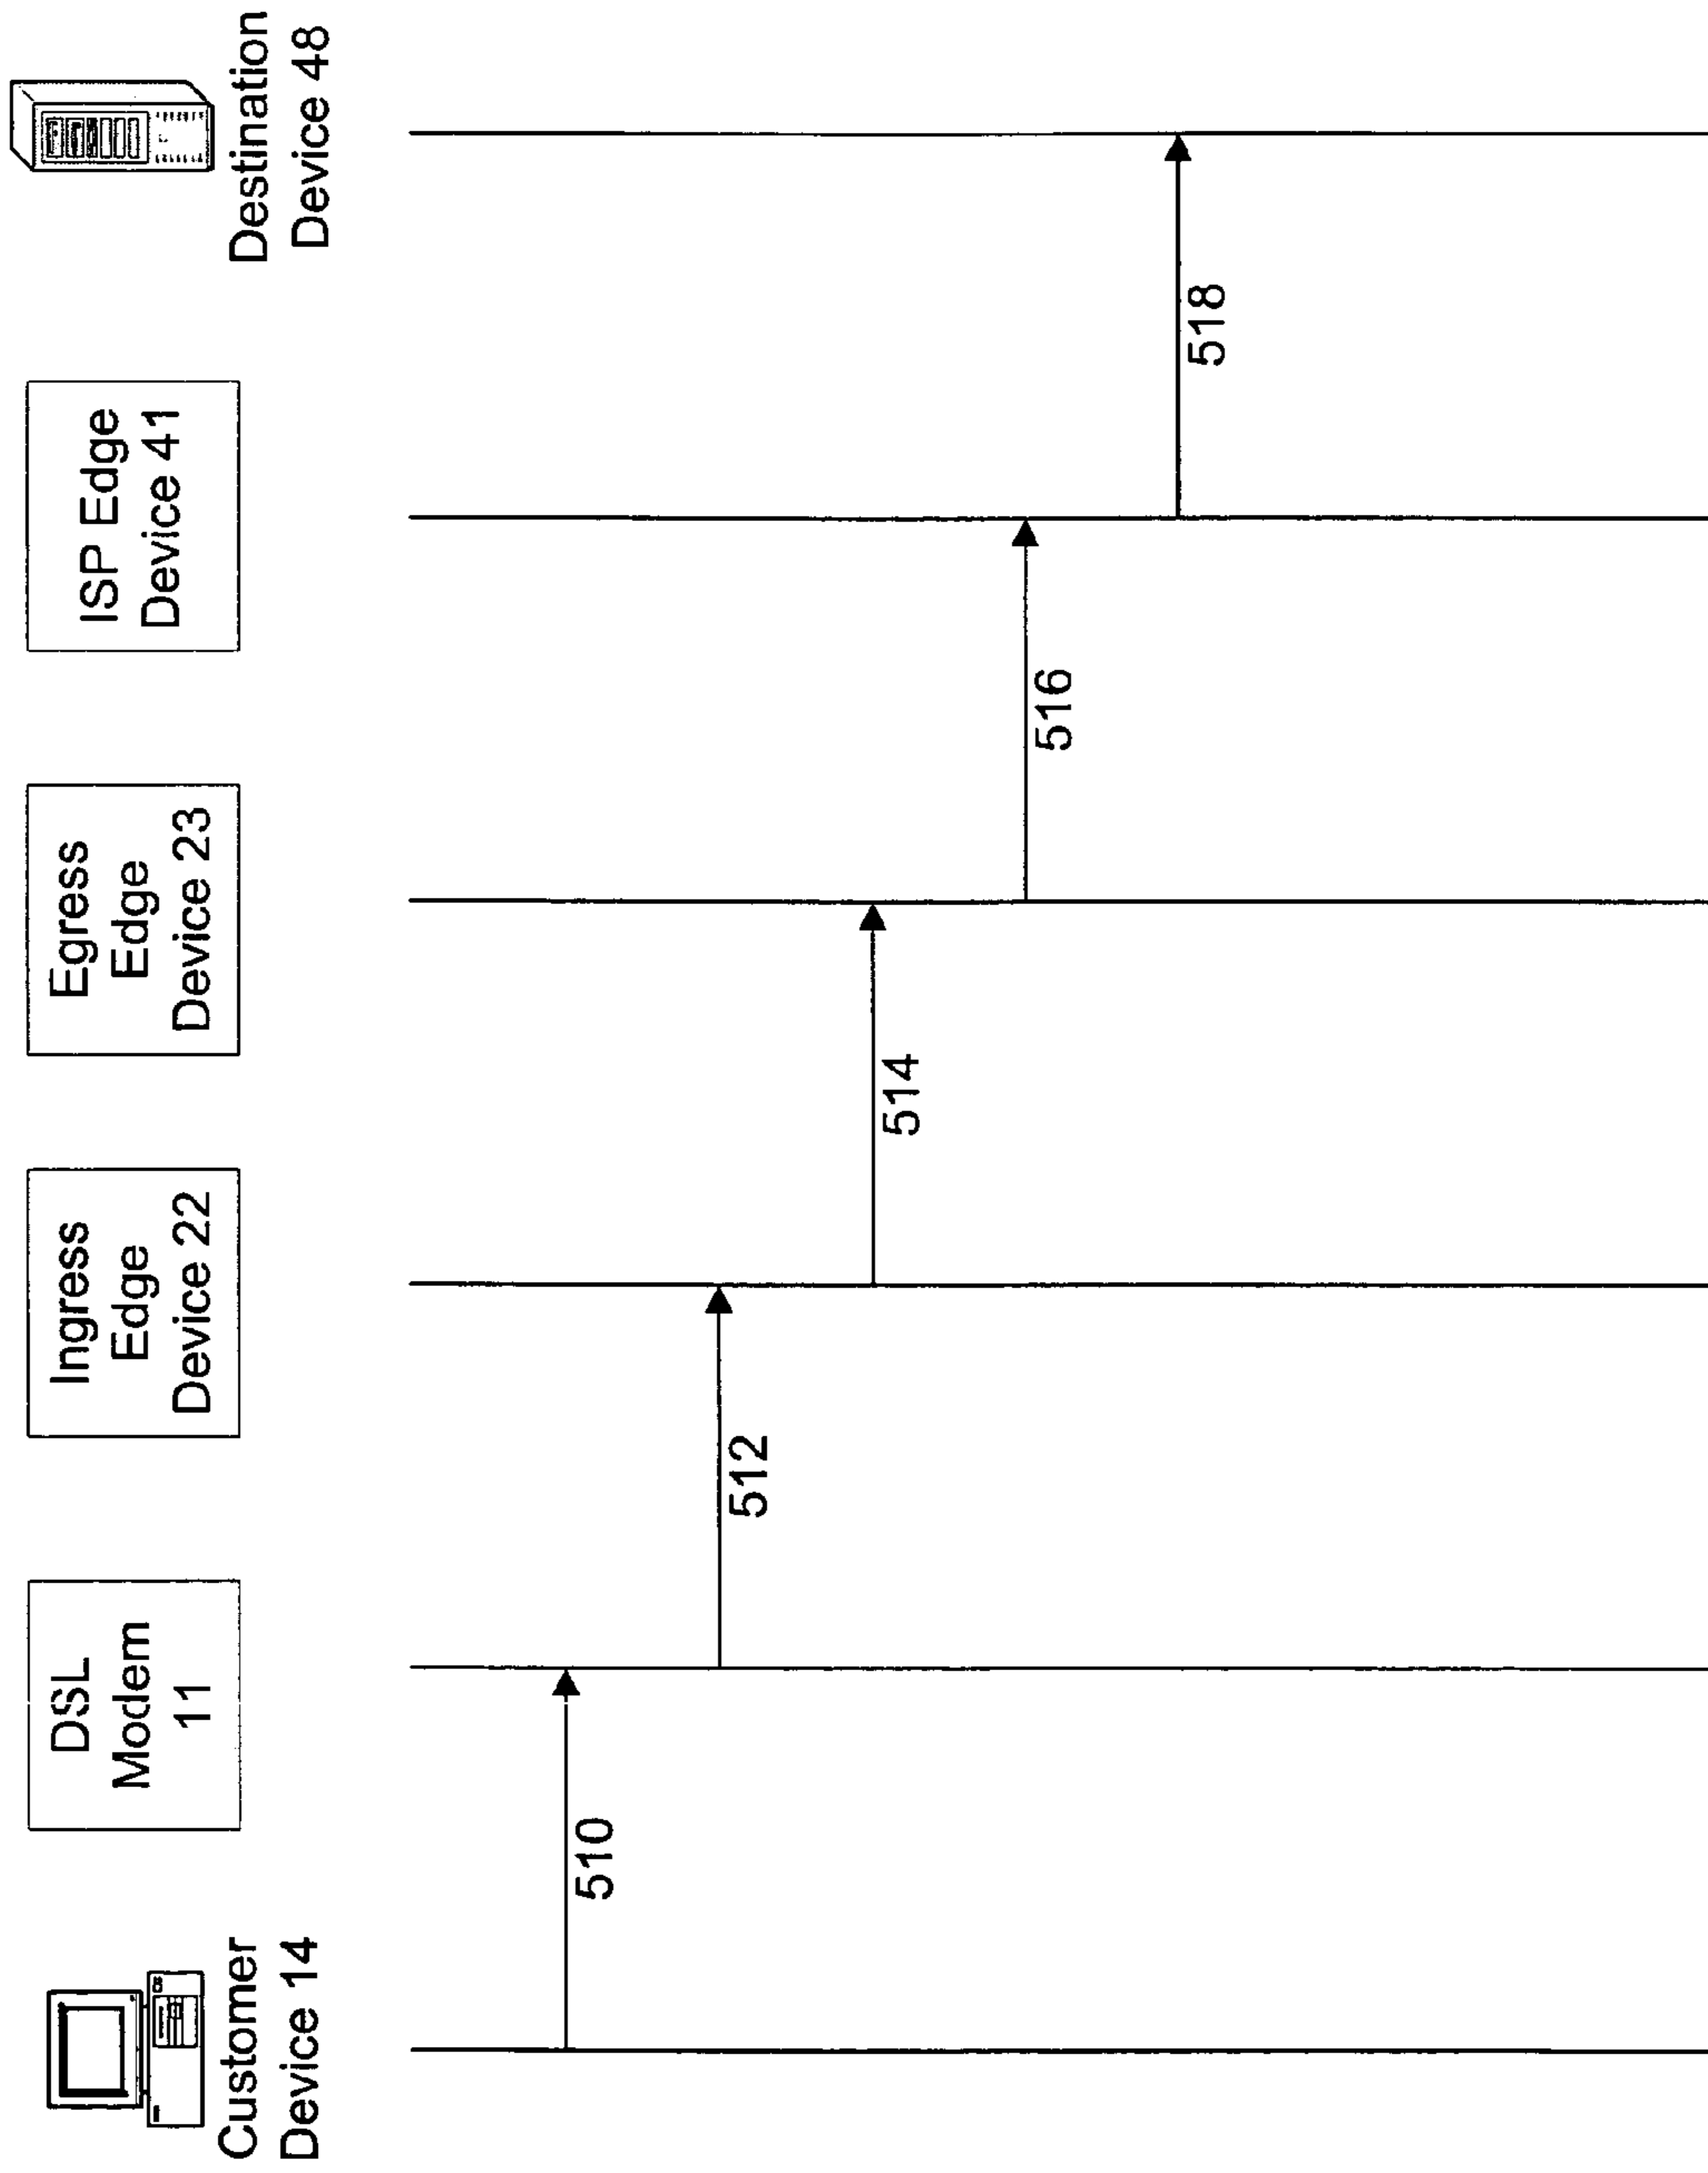 Customer
Device 14
DSL
Modem
11
Ingress
Edge
Device 22
Egress
Edge
Device 23
ISP Edge
Device 41
Destination
Device 48
510
512
514
516
518